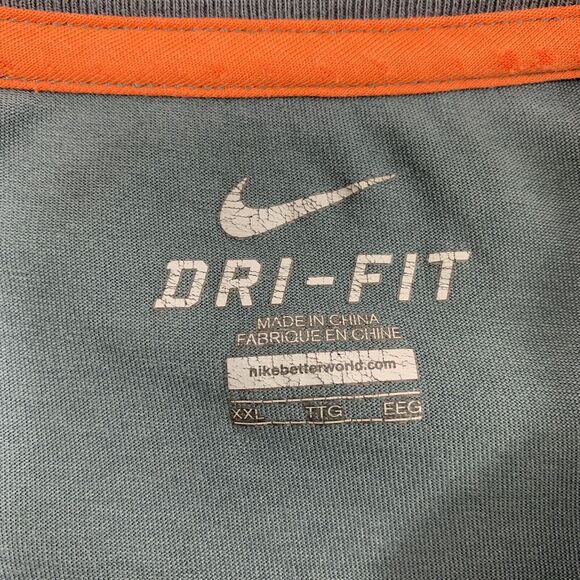 DRI-FIT
MADE IN CHINA
FABRIQUE EN CHINE
nikebetterworld.com
XXL TTG EEG